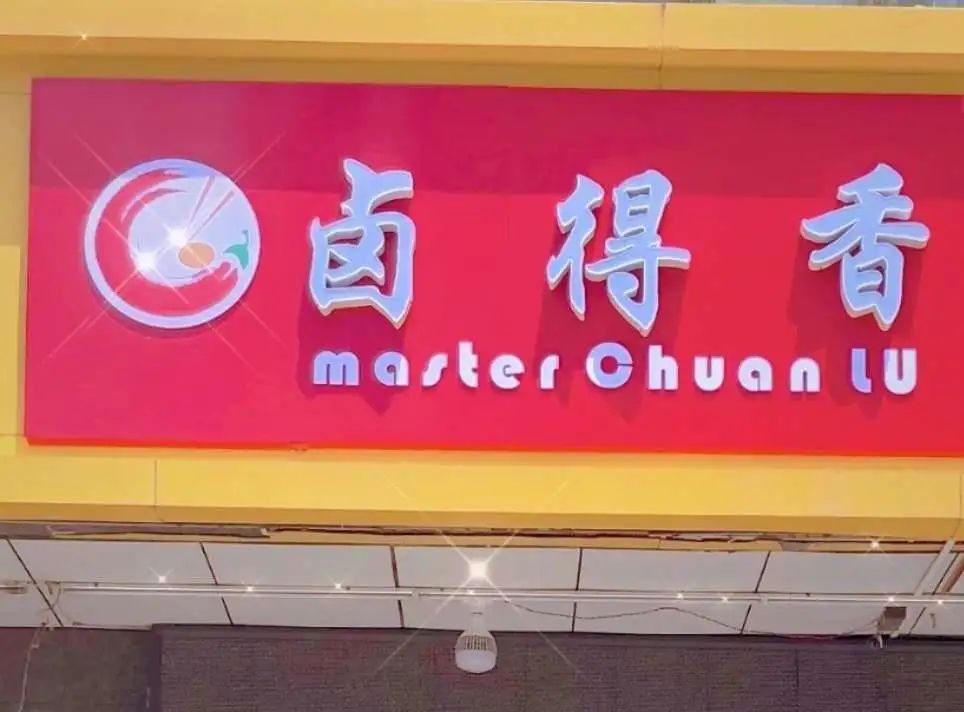 卤得香
master Chuan LU